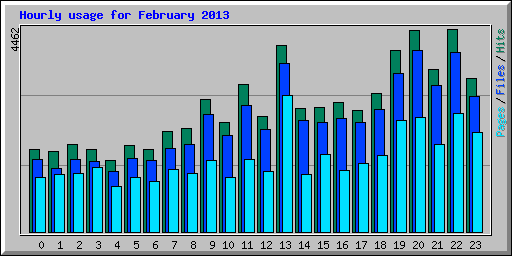 Hourly usage for February 2013
4462
Pages/Files/Hits
0 1 2 3 4 5 6 7 8 9 10 11 12 13 14 15 16 17 18 19 20 21 22 23